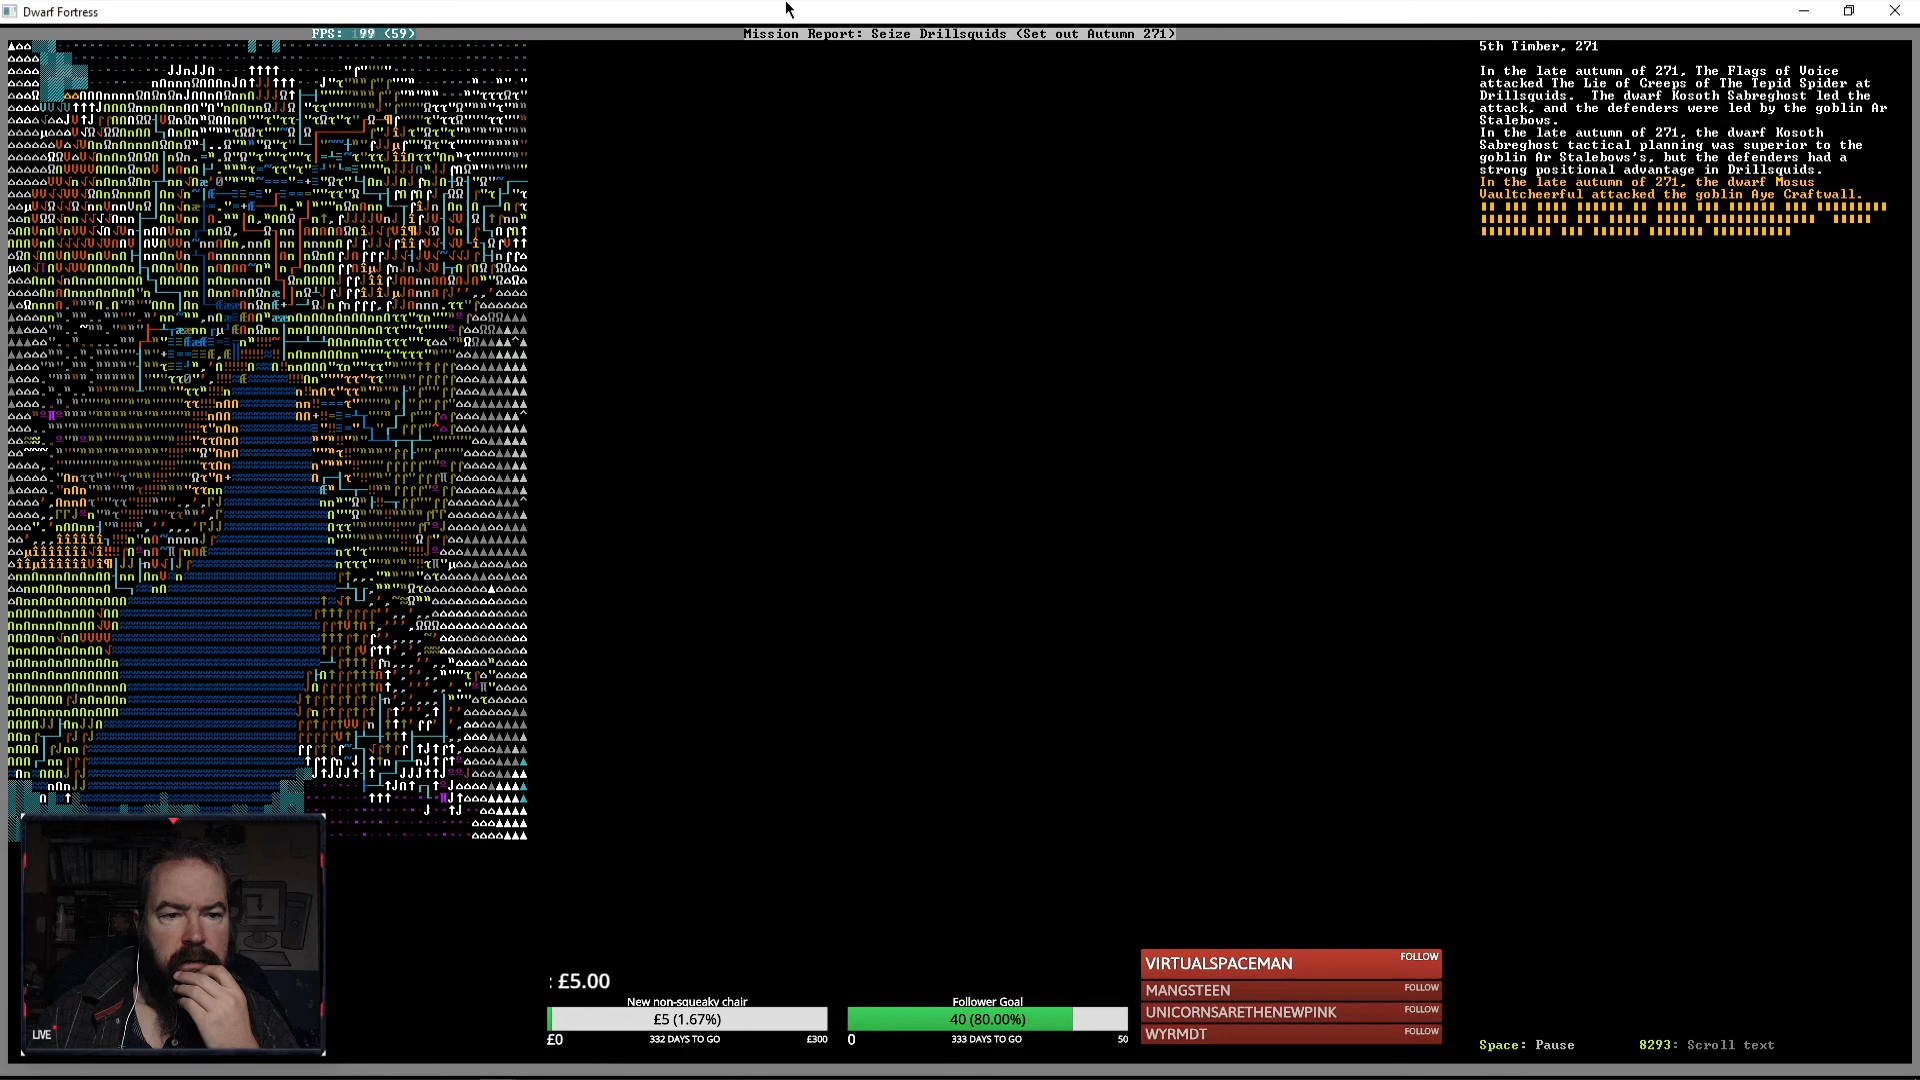 Dwarf Fortress
FPS: 99 (59)
Mission Report: Seize Drillsquids (Set out Autumn 271)
5th Timber, 271
In the late autumn of 271, The Flags of Voice
attacked The Lie of Creeps of The Tepid Spider at
Drillsquids.  The dwarf Kosoth Sabreghost led the
attack, and the defenders were led by the goblin Ar
Stalebows.
In the late autumn of 271, the dwarf Kosoth
Sabreghost tactical planning was superior to the
goblin Ar Stalebows's, but the defenders had a
strong positional advantage in Drillsquids.
In the late autumn of 271, the dwarf Mosus
Vaultcheerful attacked the goblin Aye Craftwall.
: £5.00
New non-squeaky chair
£5 (1.67%)
£0 332 DAYS TO GO £300
Follower Goal
40 (80.00%)
0 333 DAYS TO GO 50
VIRTUALSPACEMAN FOLLOW
MANGSTEEN FOLLOW
UNICORNSARETHENEWPINK FOLLOW
WYRMDT FOLLOW
LIVE
Space: Pause 8293: Scroll text